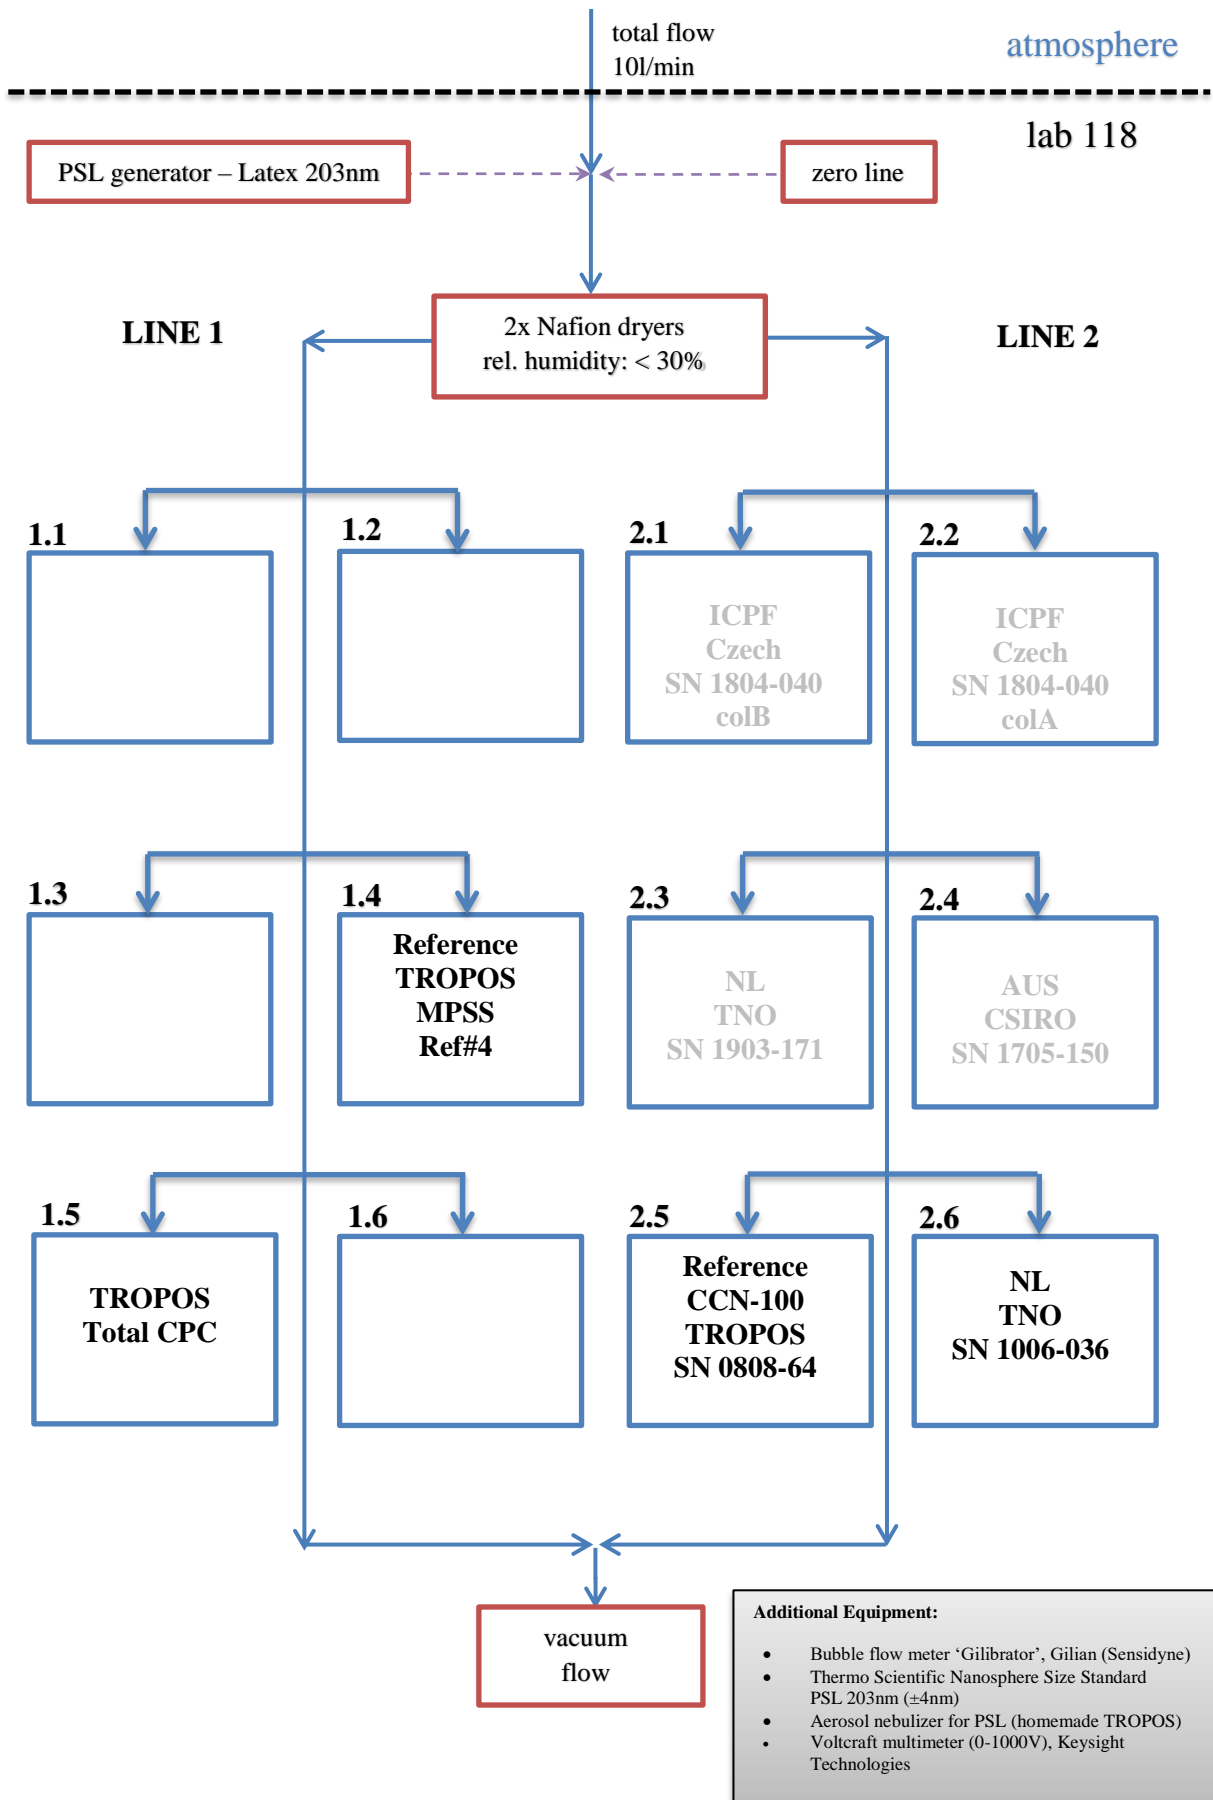 total flow
10l/min
atmosphere
lab 118
PSL generator – Latex 203nm
zero line
2x Nafion dryers
rel. humidity: < 30%
LINE 1
LINE 2
1.1
1.2
2.1
ICPF
Czech
SN 1804-040
colB
2.2
ICPF
Czech
SN 1804-040
colA
1.3
1.4
Reference
TROPOS
MPSS
Ref#4
2.3
NL
TNO
SN 1903-171
2.4
AUS
CSIRO
SN 1705-150
1.5
TROPOS
Total CPC
1.6
2.5
Reference
CCN-100
TROPOS
SN 0808-64
2.6
NL
TNO
SN 1006-036
vacuum
flow
Additional Equipment:
• Bubble flow meter ‘Gilibrator’, Gilian (Sensidyne)
• Thermo Scientific Nanosphere Size Standard
PSL 203nm (±4nm)
• Aerosol nebulizer for PSL (homemade TROPOS)
• Voltcraft multimeter (0-1000V), Keysight
Technologies